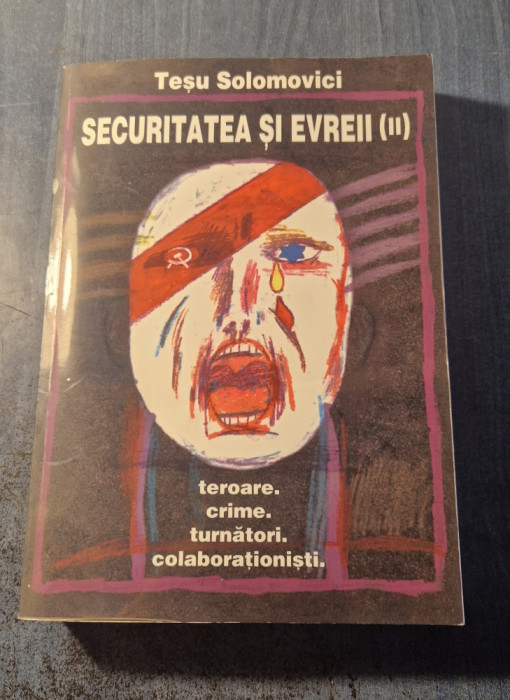 Teșu Solomovici
SECURITATEA ȘI EVREII (II)
teroare.
crime.
turnători.
colaboraționiști.